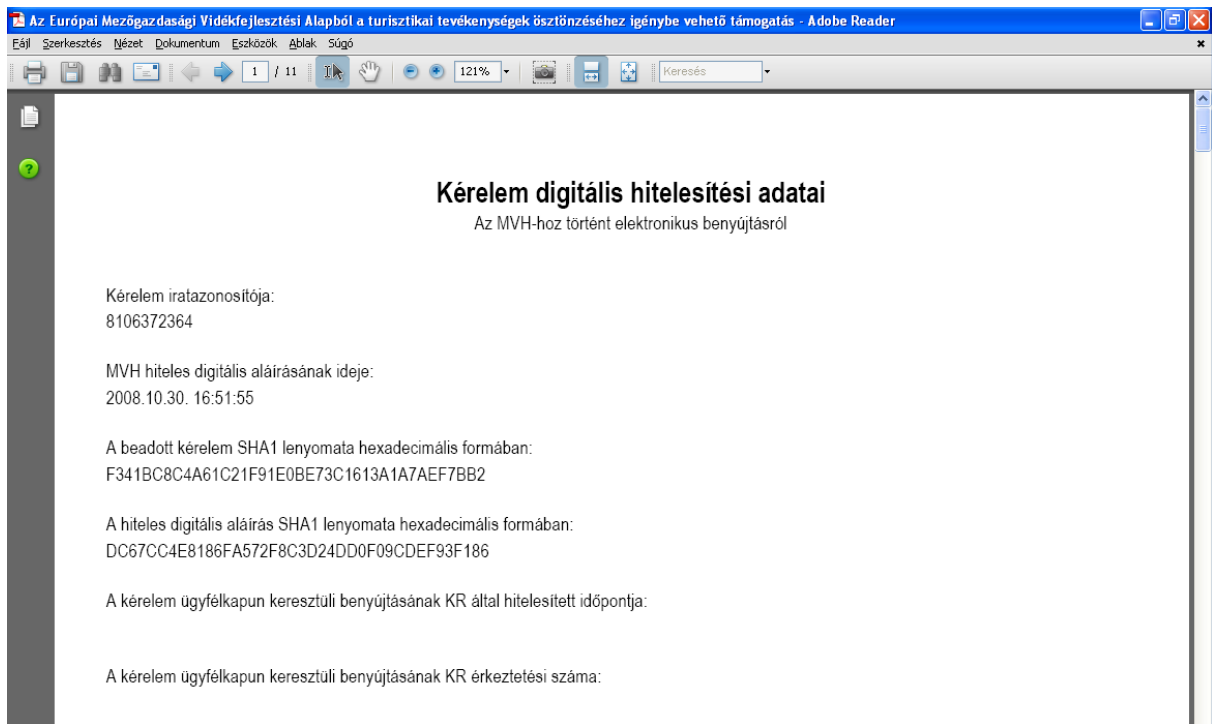 Az Európai Mezőgazdasági Vidékfejlesztési Alapból a turisztikai tevékenységek ösztönzéséhez igénybe vehető támogatás - Adobe Reader
Fájl Szerkesztés Nézet Dokumentum Eszközök Ablak Súgó
1 / 11 121% Keresés
Kérelem digitális hitelesítési adatai
Az MVH-hoz történt elektronikus benyújtásról
Kérelem iratazonosítója:
8106372364
MVH hiteles digitális aláírásának ideje:
2008.10.30. 16:51:55
A beadott kérelem SHA1 lenyomata hexadecimális formában:
F341BC8C4A61C21F91E0BE73C1613A1A7AEF7BB2
A hiteles digitális aláírás SHA1 lenyomata hexadecimális formában:
DC67CC4E8186FA572F8C3D24DD0F09CDEF93F186
A kérelem ügyfélkapun keresztüli benyújtásának KR által hitelesített időpontja:
A kérelem ügyfélkapun keresztüli benyújtásának KR érkeztetési száma: